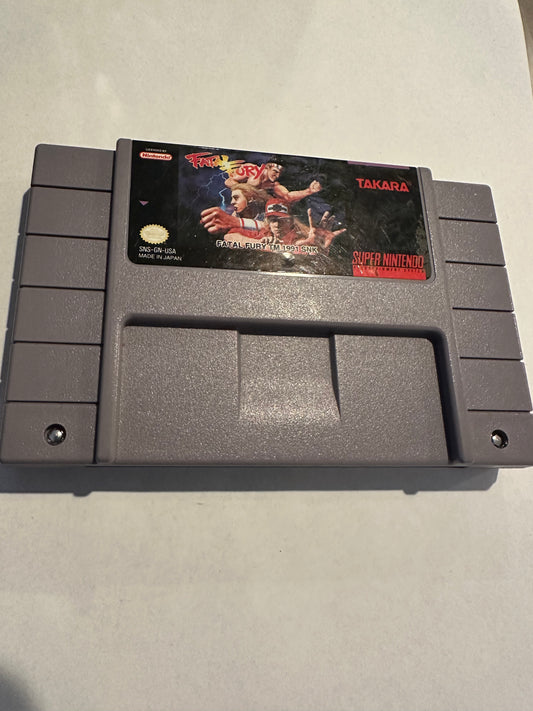 LICENSED BY
Nintendo
FATAL
FURY
TAKARA
FATAL FURY TM 1991 SNK
SNS-GN-USA
MADE IN JAPAN
SUPER NINTENDO